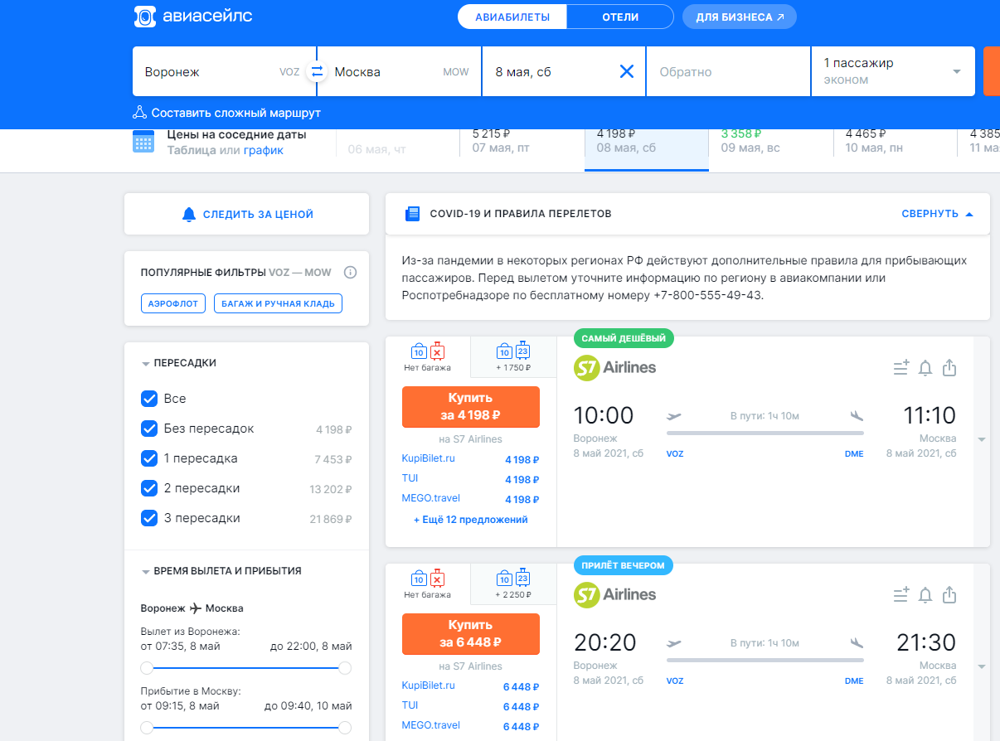 авиасейлс
АВИАБИЛЕТЫ
ОТЕЛИ
ДЛЯ БИЗНЕСА ↗
Воронеж VOZ
Москва MOW
8 мая, сб
Обратно
1 пассажир
эконом
Составить сложный маршрут
Цены на соседние даты
Таблица или график
06 мая, чт
5 215 ₽
07 мая, пт
4 198 ₽
08 мая, сб
3 358 ₽
09 мая, вс
4 465 ₽
10 мая, пн
4 385
11 ма
СЛЕДИТЬ ЗА ЦЕНОЙ
ПОПУЛЯРНЫЕ ФИЛЬТРЫ VOZ — MOW
АЭРОФЛОТ
БАГАЖ И РУЧНАЯ КЛАДЬ
ПЕРЕСАДКИ
Все
Без пересадок 4 198 ₽
1 пересадка 7 453 ₽
2 пересадки 13 202 ₽
3 пересадки 21 869 ₽
ВРЕМЯ ВЫЛЕТА И ПРИБЫТИЯ
Воронеж Москва
Вылет из Воронежа:
от 07:35, 8 май до 22:00, 8 май
Прибытие в Москву:
от 09:15, 8 май до 09:40, 10 май
COVID-19 И ПРАВИЛА ПЕРЕЛЕТОВ
СВЕРНУТЬ
Из-за пандемии в некоторых регионах РФ действуют дополнительные правила для прибывающих
пассажиров. Перед вылетом уточните информацию по региону в авиакомпании или
Роспотребнадзоре по бесплатному номеру +7-800-555-49-43.
10
Нет багажа
10 23
+ 1 750 ₽
Купить
за 4 198 ₽
на S7 Airlines
KupiBilet.ru 4 198 ₽
TUI 4 198 ₽
MEGO.travel 4 198 ₽
+ Ещё 12 предложений
САМЫЙ ДЕШЁВЫЙ
S7 Airlines
10:00
Воронеж
8 мая 2021, сб
В пути: 1ч 10м
VOZ DME
11:10
Москва
8 май 2021, сб
10
Нет багажа
10 23
+ 2 250 ₽
Купить
за 6 448 ₽
на S7 Airlines
KupiBilet.ru 6 448 ₽
TUI 6 448 ₽
MEGO.travel 6 448 ₽
ПРИЛЁТ ВЕЧЕРОМ
S7 Airlines
20:20
Воронеж
8 май 2021, сб
В пути: 1ч 10м
VOZ DME
21:30
Москва
8 май 2021, сб